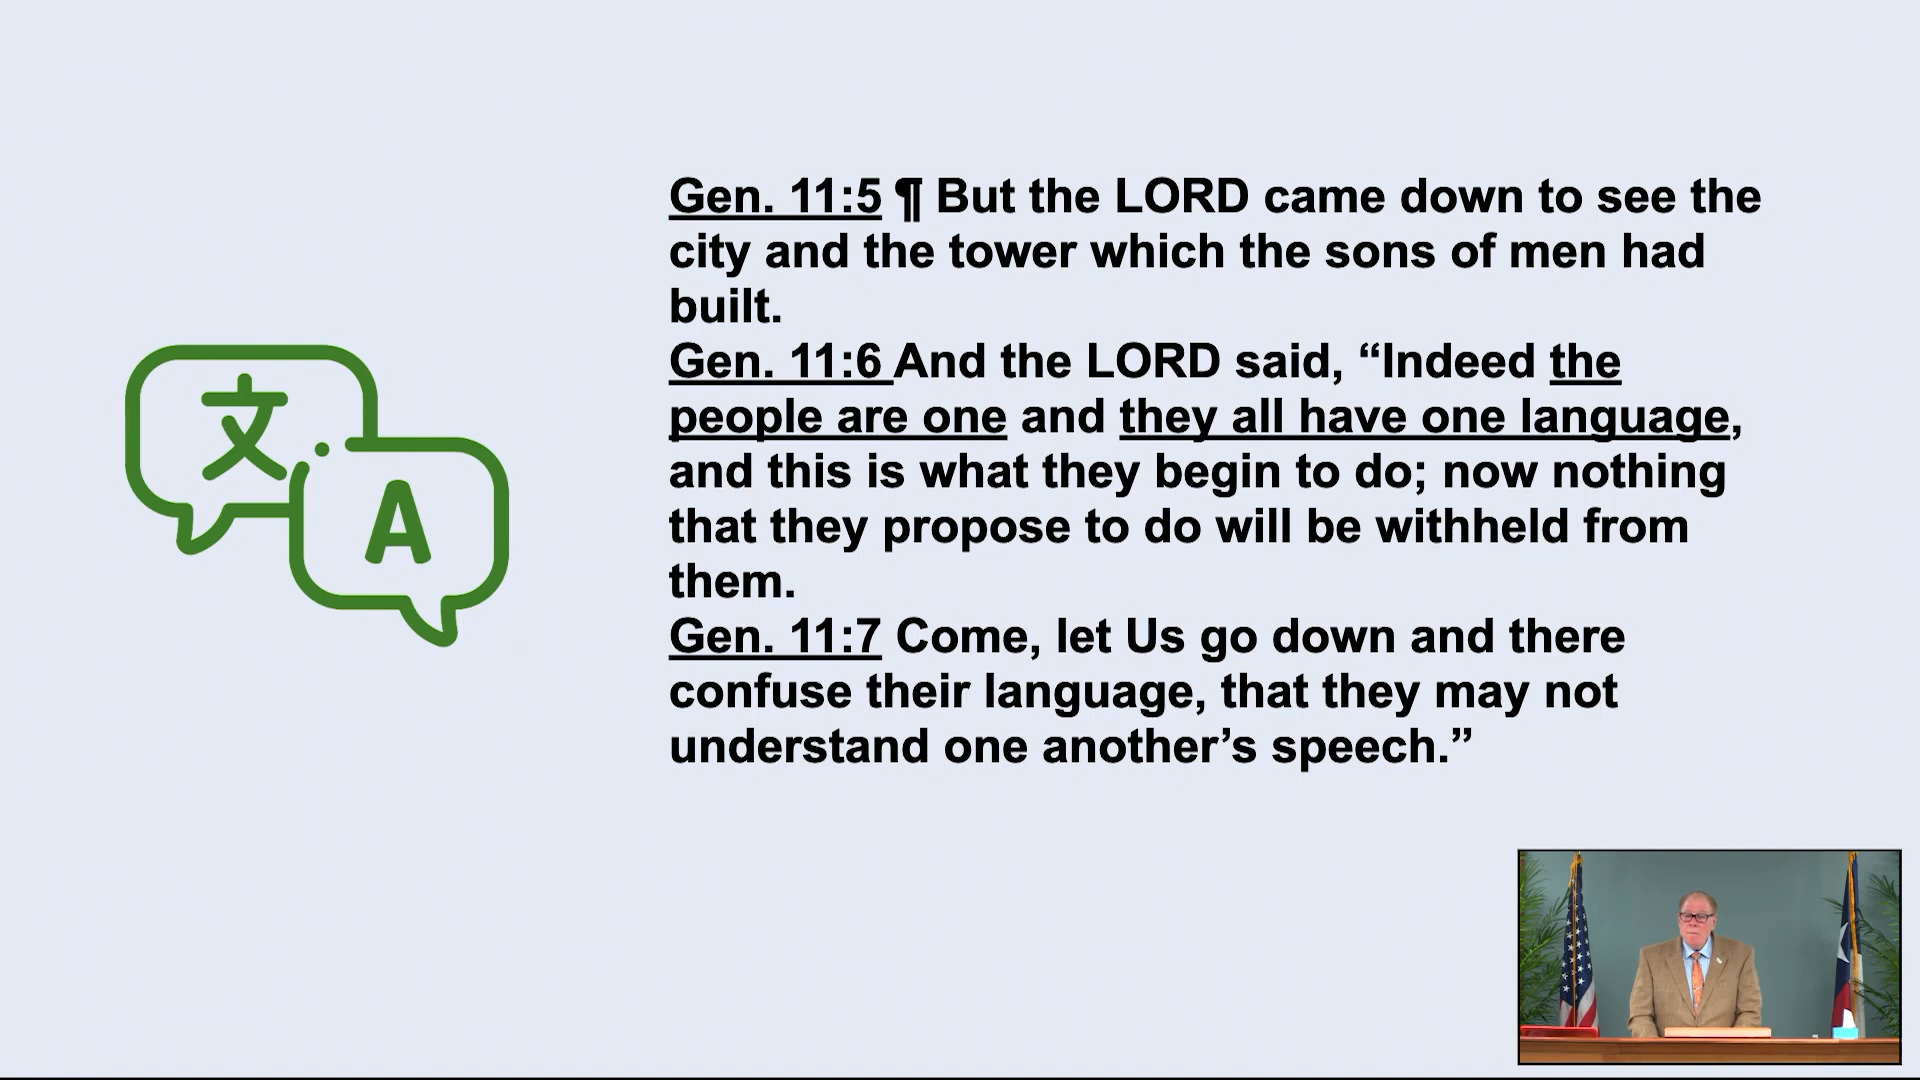 Gen. 11:5 ¶ But the LORD came down to see the
city and the tower which the sons of men had
built.
Gen. 11:6 And the LORD said, “Indeed the
people are one and they all have one language,
and this is what they begin to do; now nothing
that they propose to do will be withheld from
them.
Gen. 11:7 Come, let Us go down and there
confuse their language, that they may not
understand one another’s speech.”
文
A